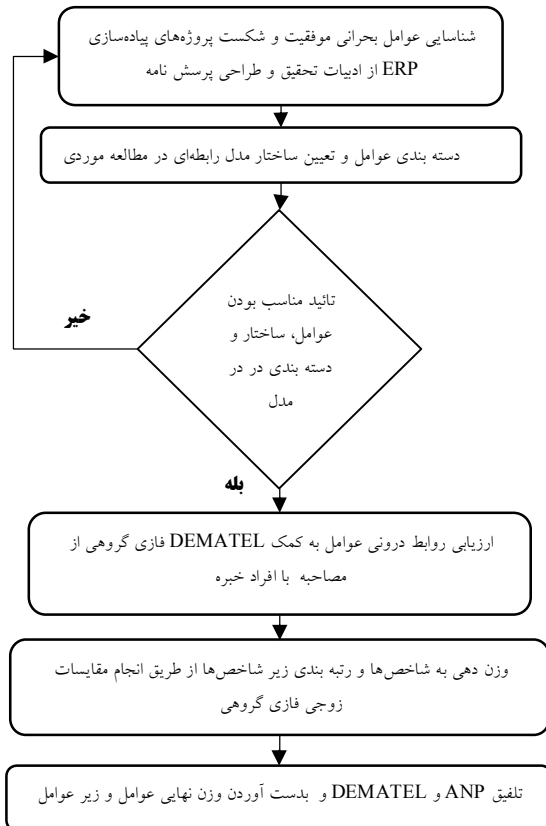 شناسایی عوامل بحرانی موفقیت و شکست پروژه‌های پیاده‌سازی
ERP از ادبیات تحقیق و طراحی پرسش نامه
دسته بندی عوامل و تعیین ساختار مدل رابطه‌ای در مطالعه موردی
تائید مناسب بودن
عوامل، ساختار و
دسته بندی در در
مدل
خیر
بله
ارزیابی روابط درونی عوامل به کمک DEMATEL فازی گروهی از
مصاحبه با افراد خبره
وزن دهی به شاخص‌ها و رتبه بندی زیر شاخص‌ها از طریق انجام مقایسات
زوجی فازی گروهی
تلفیق ANP و DEMATEL و بدست آوردن وزن نهایی عوامل و زیر عوامل